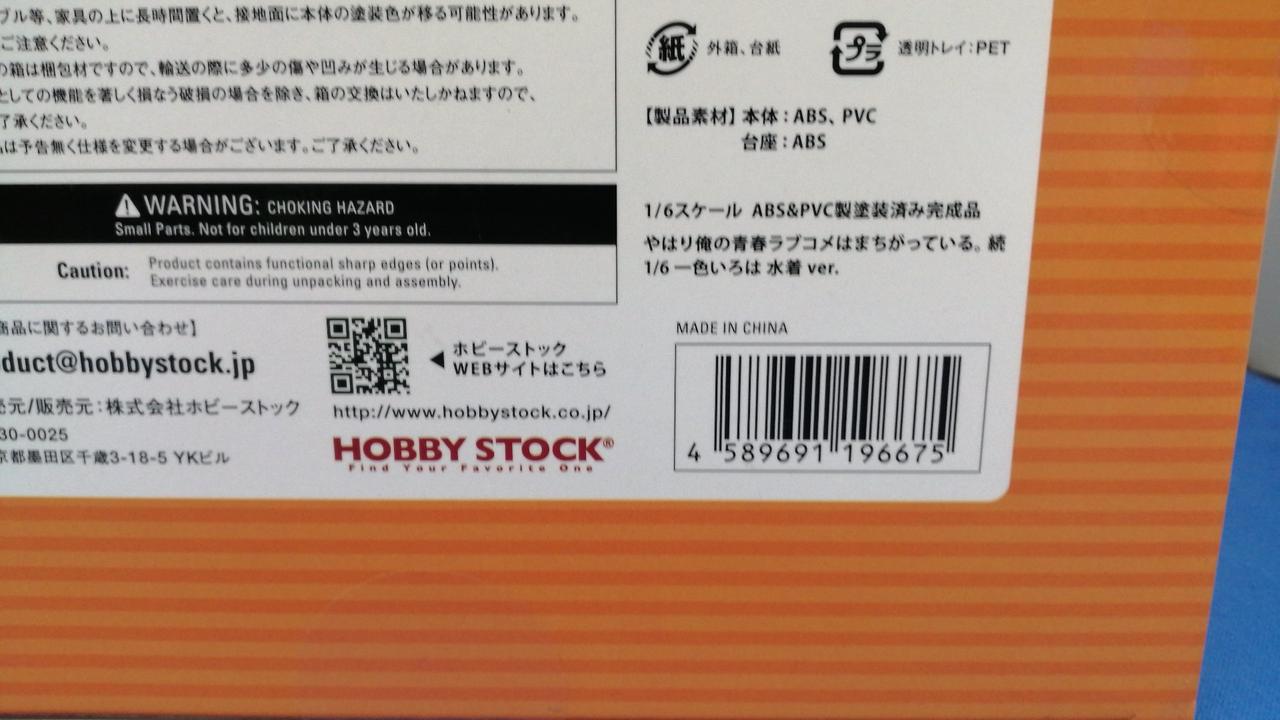 ブル等、家具の上に長時間置くと、接地面に本体の塗装色が移る可能性があります。
ご注意ください。
の箱は梱包材ですので、輸送の際に多少の傷や凹みが生じる場合があります。
としての機能を著しく損なう破損の場合を除き、箱の交換はいたしかねますので、
了承ください。
は予告無く仕様を変更する場合がございます。ご了承ください。
WARNING: CHOKING HAZARD
Small Parts. Not for children under 3 years old.
Caution: Product contains functional sharp edges (or points).
Exercise care during unpacking and assembly.
商品に関するお問い合わせ】
duct@hobbystock.jp
売元/販売元:株式会社ホビーストック
30-0025
京都墨田区千歳3-18-5 YKビル
◀ ホビーストック
WEBサイトはこちら
http://www.hobbystock.co.jp/
HOBBY STOCK®
Find Your Favorite One
紙 外箱、台紙
プラ 透明トレイ:PET
【製品素材】本体:ABS、PVC
台座:ABS
1/6スケール ABS&PVC製塗装済み完成品
やはり俺の青春ラブコメはまちがっている。続
1/6 一色いろは 水着 ver.
MADE IN CHINA
4 589691 196675